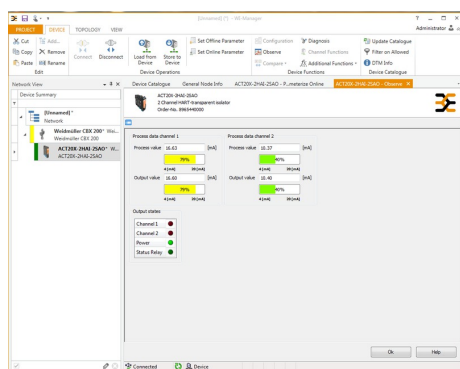 [Unnamed] (*) - WI-Manager
PROJECT DEVICE TOPOLOGY VIEW Administrator
Cut Add... Load from Device Store to Device Set Offline Parameter Configuration Diagnosis Update Catalogue
Copy Remove Connect Disconnect Set Online Parameter Observe Channel Functions Filter on Allowed
Paste Rename Compare Additional Functions DTM Info
Edit Device Operations Device Functions Device Catalogue
Network View Device Catalogue General Node Info ACT20X-2HAI-2SAO - P...meterize Online ACT20X-2HAI-2SAO - Observe
Device Summary
ACT20X-2HAI-2SAO
2 Channel HART-transparent isolator
Order-No. 8965440000
[Unnamed]*
Network
Weidmüller CBX 200* Wei...
Weidmüller CBX 200
ACT20X-2HAI-2SAO* W...
ACT20X-2HAI-2SAO
Process data channel 1 Process data channel 2
Process value 16.63 [mA] Process value 10.37 [mA]
79% 40%
4 [mA] 20 [mA] 4 [mA] 20 [mA]
Output value 16.60 [mA] Output value 10.40 [mA]
79% 40%
4 [mA] 20 [mA] 4 [mA] 20 [mA]
Output states
Channel 1
Channel 2
Power
Status Relay
Ok Help
Connected Device